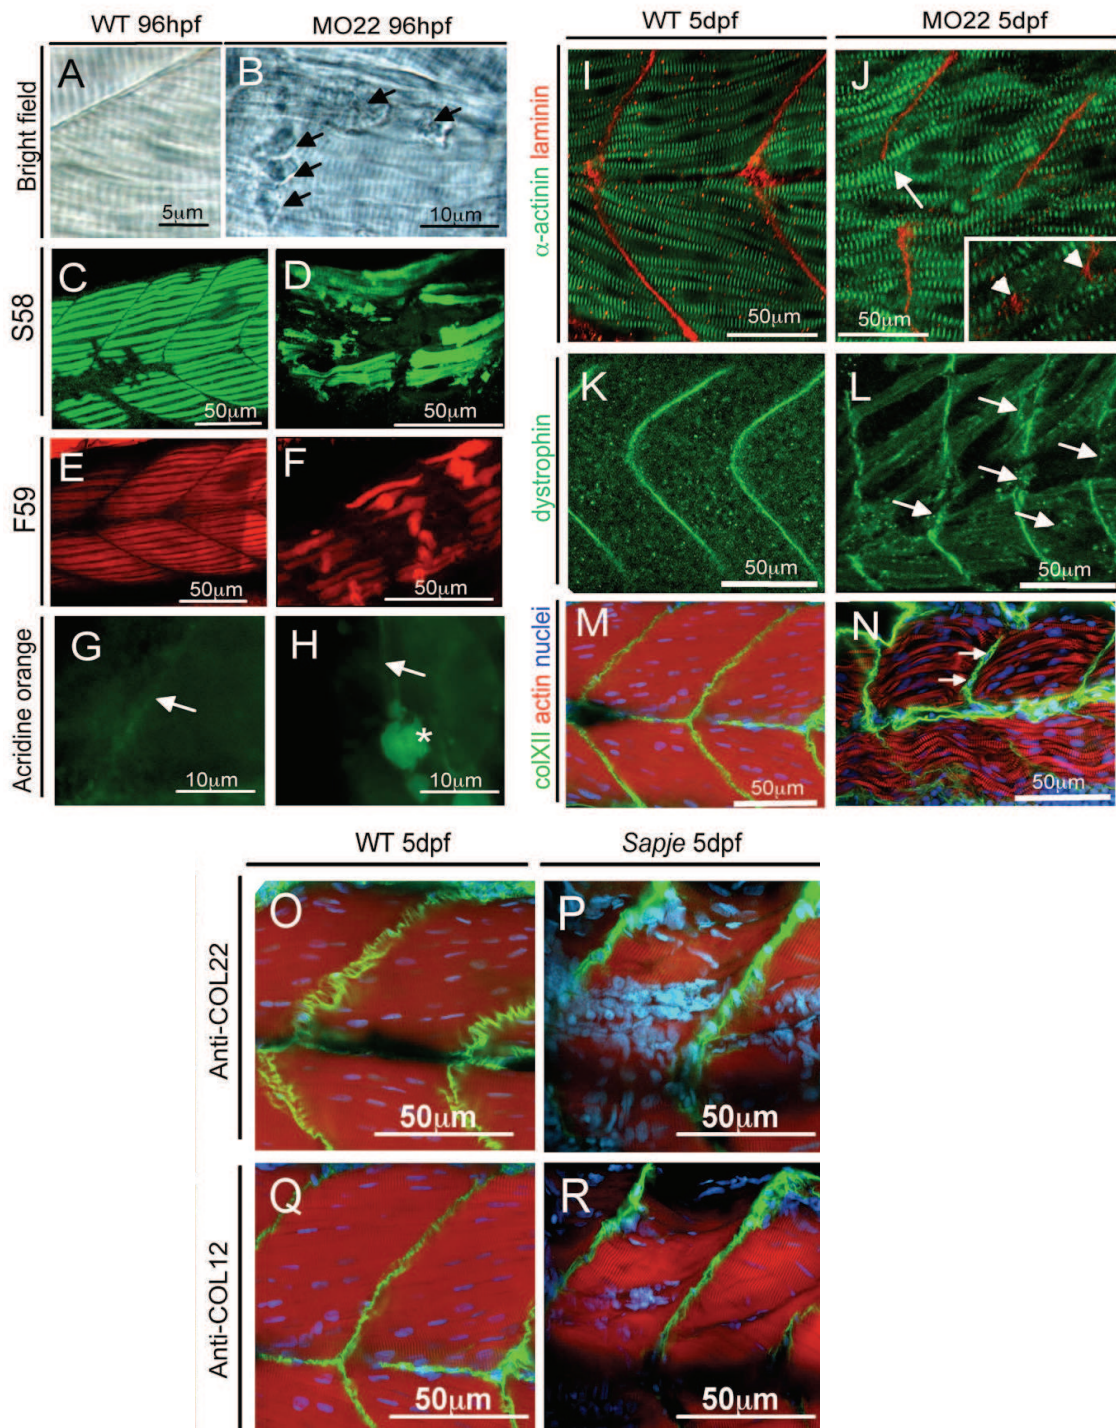 WT 96hpf MO22 96hpf
Bright field
A
5μm
B
10μm
S58
C
50μm
D
50μm
F59
E
50μm
F
50μm
Acridine orange
G
10μm
H
*
10μm
WT 5dpf MO22 5dpf
α-actinin laminin
I
50μm
J
50μm
dystrophin
K
50μm
L
50μm
colXII actin nuclei
M
50μm
N
50μm
WT 5dpf Sapje 5dpf
Anti-COL22
O
50μm
P
50μm
Anti-COL12
Q
50μm
R
50μm